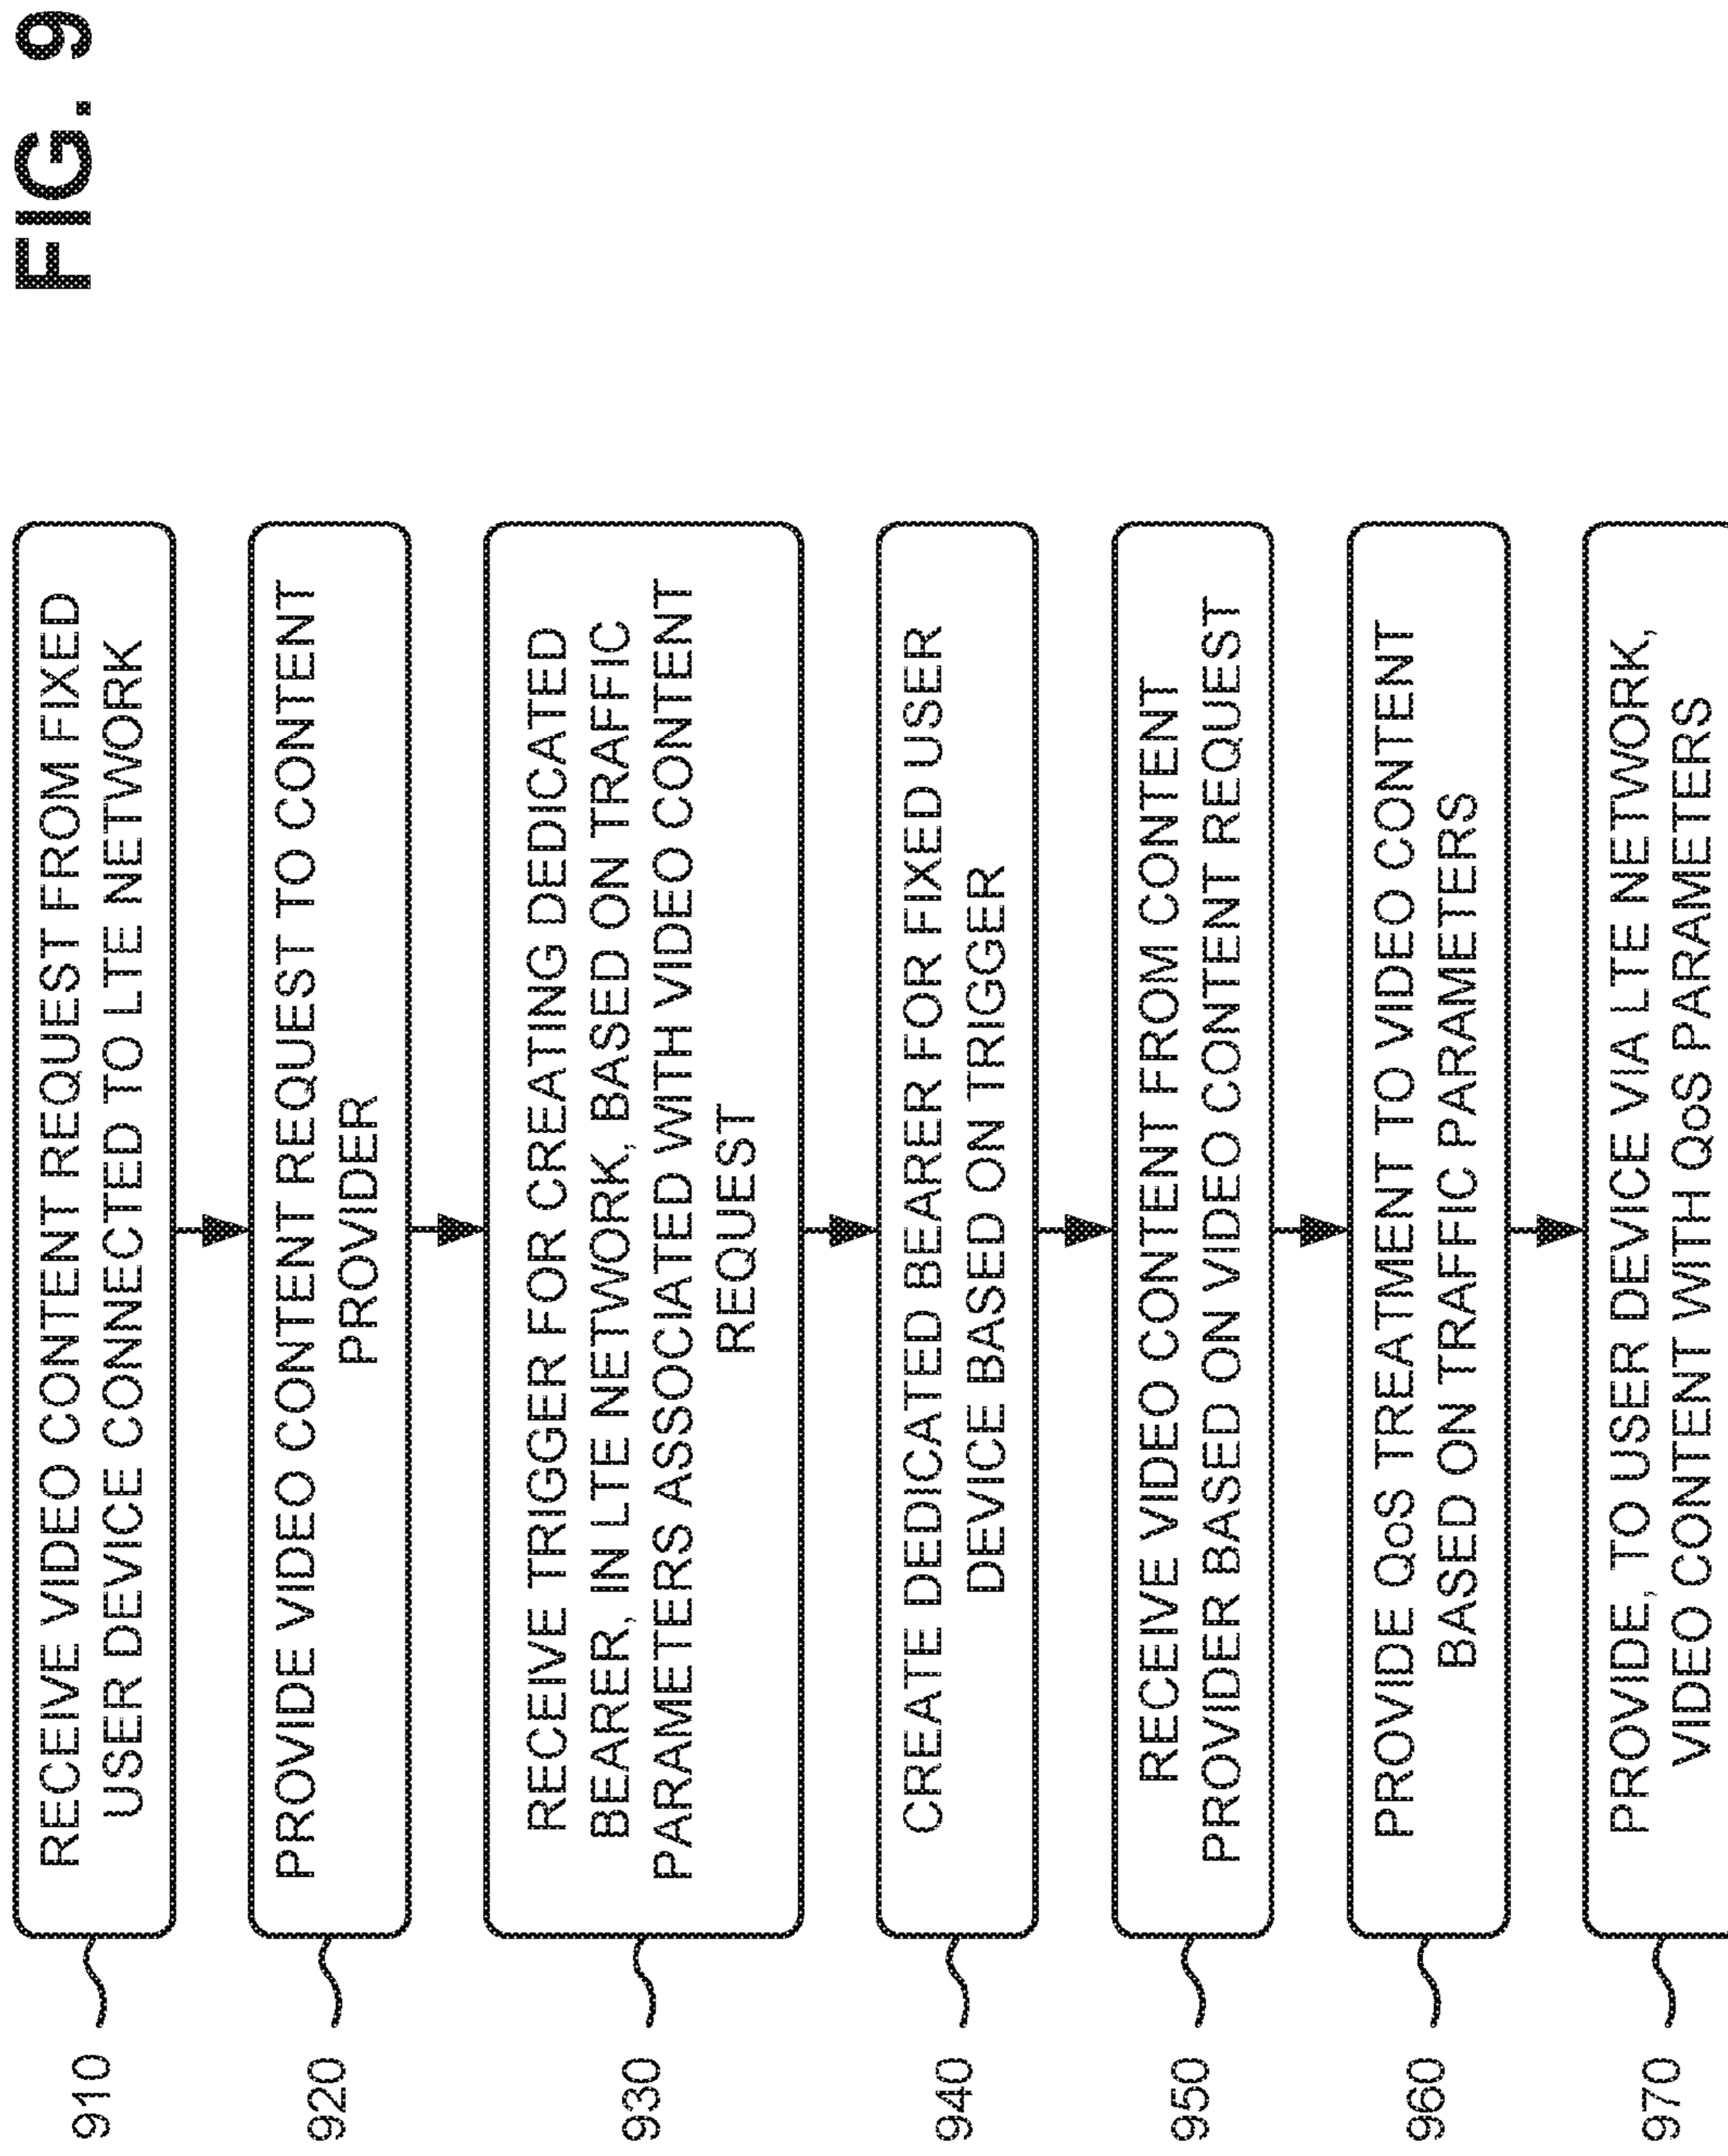 FIG. 9
910
RECEIVE VIDEO CONTENT REQUEST FROM FIXED
USER DEVICE CONNECTED TO LTE NETWORK
920
PROVIDE VIDEO CONTENT REQUEST TO CONTENT
PROVIDER
930
RECEIVE TRIGGER FOR CREATING DEDICATED
BEARER, IN LTE NETWORK, BASED ON TRAFFIC
PARAMETERS ASSOCIATED WITH VIDEO CONTENT
REQUEST
940
CREATE DEDICATED BEARER FOR FIXED USER
DEVICE BASED ON TRIGGER
950
RECEIVE VIDEO CONTENT FROM CONTENT
PROVIDER BASED ON VIDEO CONTENT REQUEST
960
PROVIDE QoS TREATMENT TO VIDEO CONTENT
BASED ON TRAFFIC PARAMETERS
970
PROVIDE, TO USER DEVICE VIA LTE NETWORK,
VIDEO CONTENT WITH QoS PARAMETERS